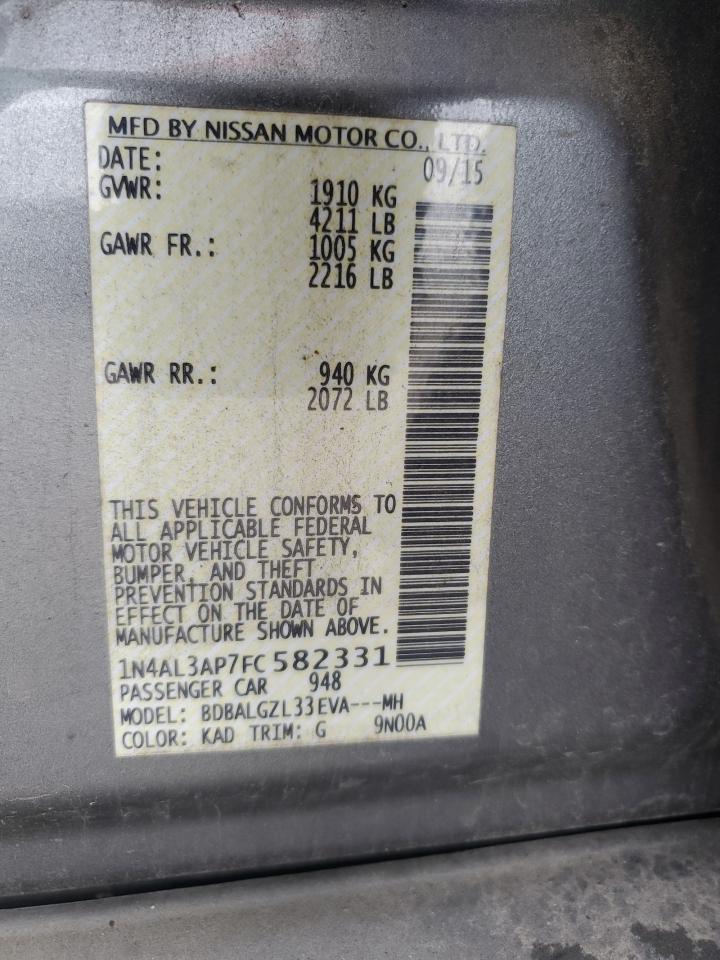 MFD BY NISSAN MOTOR CO., LTD.
DATE: 09/15
GVWR: 1910 KG
4211 LB
GAWR FR.: 1005 KG
2216 LB
GAWR RR.: 940 KG
2072 LB
THIS VEHICLE CONFORMS TO
ALL APPLICABLE FEDERAL
MOTOR VEHICLE SAFETY,
BUMPER, AND THEFT
PREVENTION STANDARDS IN
EFFECT ON THE DATE OF
MANUFACTURE SHOWN ABOVE.
1N4AL3AP7FC582331
PASSENGER CAR 948
MODEL: BDBALGZL33EVA---MH
COLOR: KAD TRIM: G 9N00A